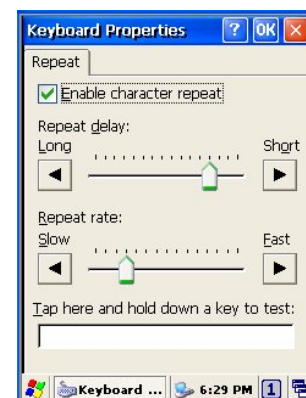 Keyboard Properties ? OK ×
Repeat
Enable character repeat
Repeat delay:
Long Short
Repeat rate:
Slow Fast
Tap here and hold down a key to test:
Keyboard ... 6:29 PM 1